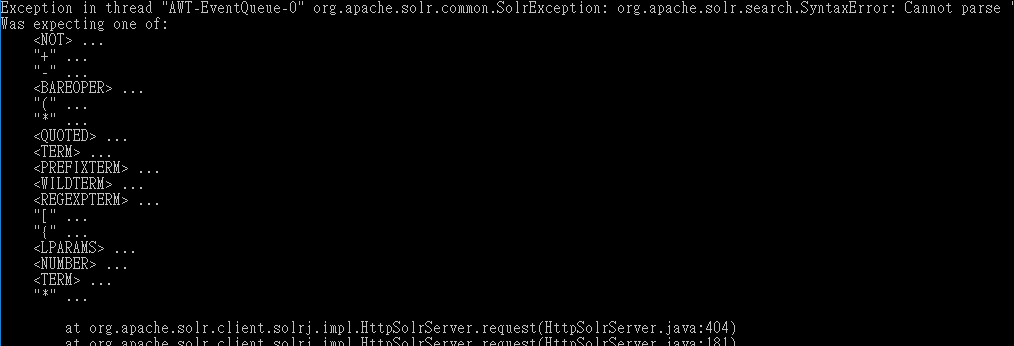 Exception in thread "AWT-EventQueue-0" org.apache.solr.common.SolrException: org.apache.solr.search.SyntaxError: Cannot parse '
Was expecting one of:
    <NOT> ...
    "+" ...
    "-" ...
    <BAREOPER> ...
    "(" ...
    "*" ...
    <QUOTED> ...
    <TERM> ...
    <PREFIXTERM> ...
    <WILDTERM> ...
    <REGEXPTERM> ...
    "[" ...
    "{" ...
    <LPARAMS> ...
    <NUMBER> ...
    <TERM> ...
    "*" ...
        at org.apache.solr.client.solrj.impl.HttpSolrServer.request(HttpSolrServer.java:404)
        at org.apache.solr.client.solrj.impl.HttpSolrServer.request(HttpSolrServer.java:181)